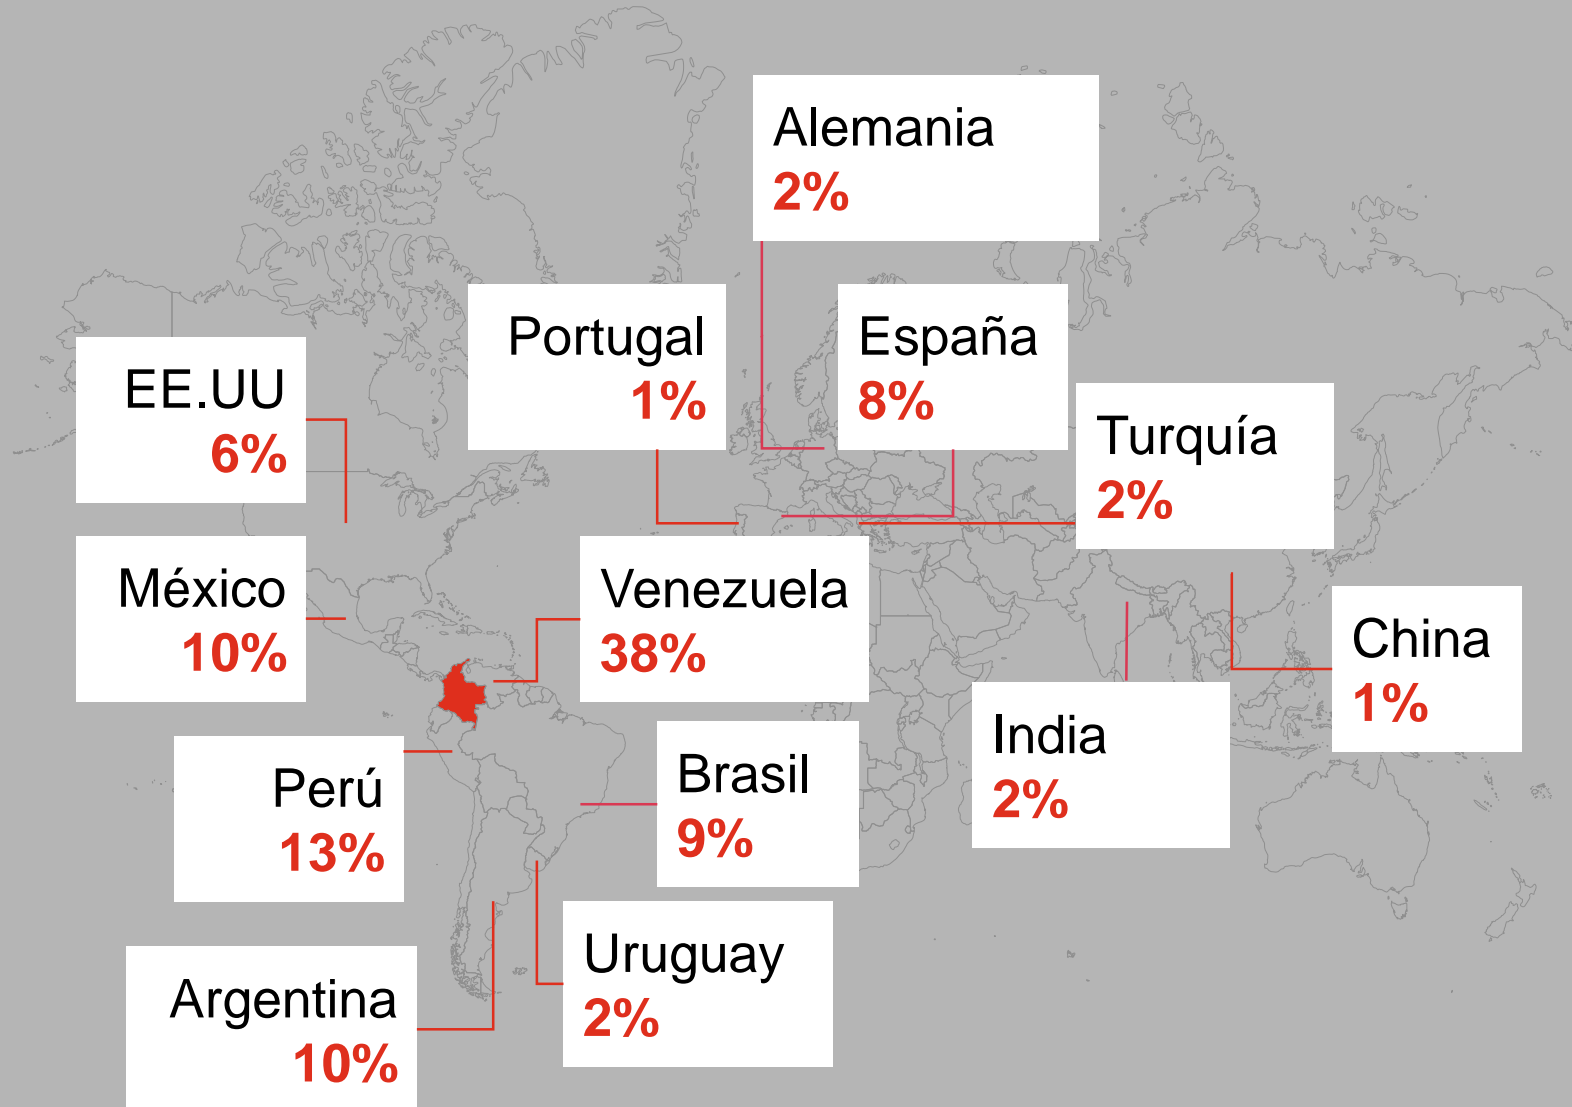 Alemania
2%
Portugal
1%
España
8%
EE.UU
6%
Turquía
2%
México
10%
Venezuela
38%
China
1%
India
2%
Perú
13%
Brasil
9%
Uruguay
2%
Argentina
10%